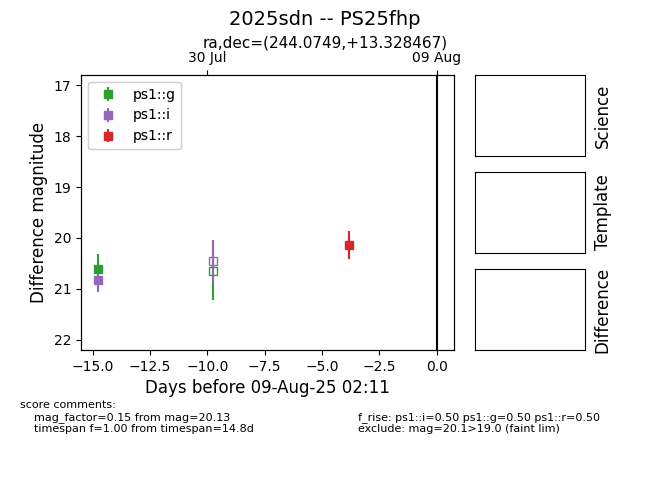 2025sdn -- PS25fhp
ra,dec=(244.0749,+13.328467)
30 Jul
09 Aug
17
18
19
20
21
22
Difference magnitude
ps1::g
ps1::i
ps1::r
−15.0
−12.5
−10.0
−7.5
−5.0
−2.5
0.0
Days before 09-Aug-25 02:11
Science
Template
Difference
score comments:
mag_factor=0.15 from mag=20.13
timespan f=1.00 from timespan=14.8d
f_rise: ps1::i=0.50 ps1::g=0.50 ps1::r=0.50
exclude: mag=20.1>19.0 (faint lim)